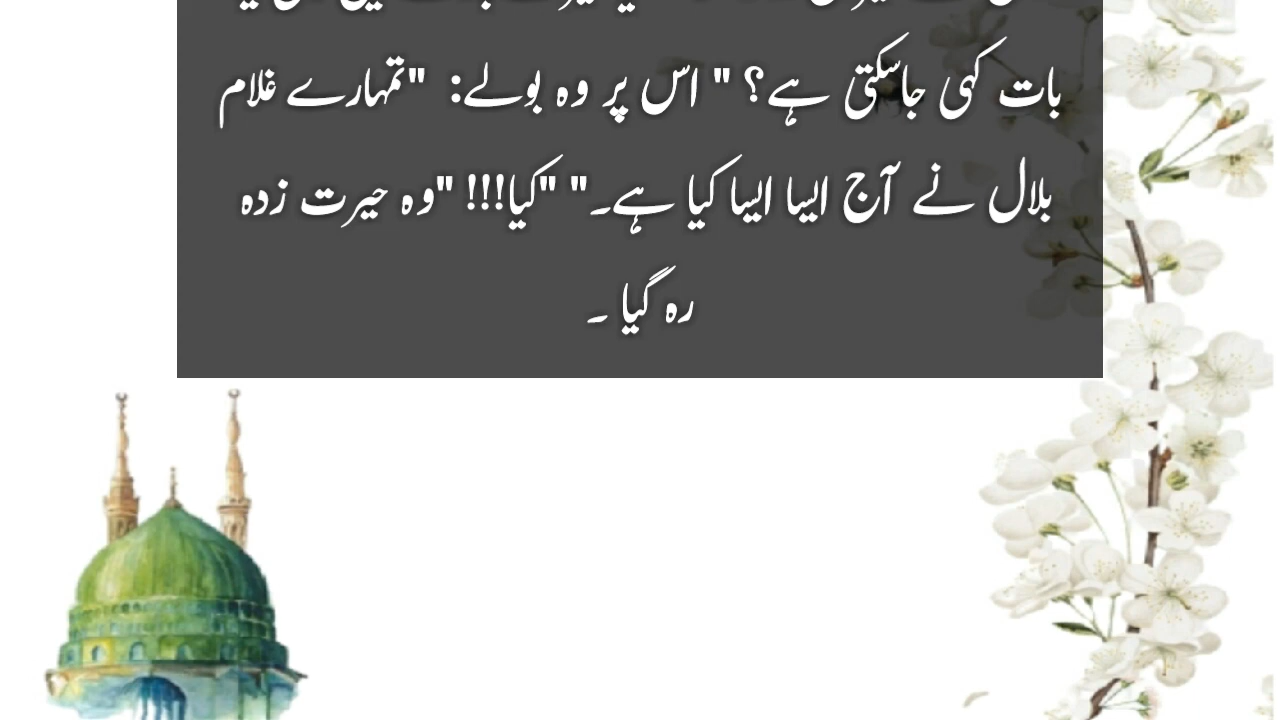 بات کہی جاسکتی ہے؟ " اس پر وہ بولے: "تمہارے غلام
بلال نے آج ایسا ایسا کیا ہے۔" "کیا!!! "وہ حیرت زدہ
رہ گیا ۔